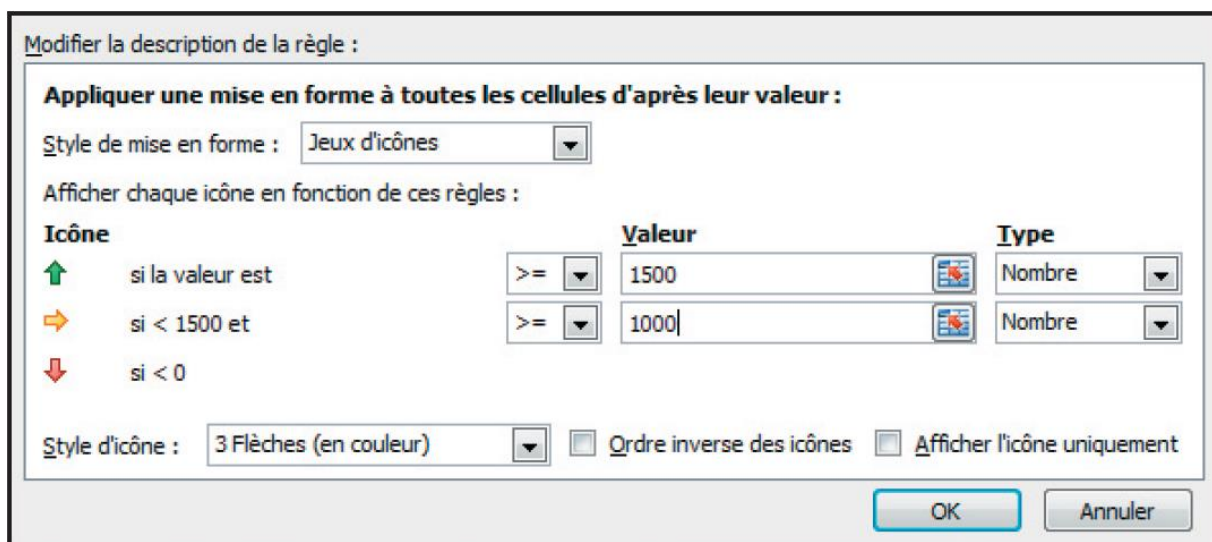 Modifier la description de la règle :
Appliquer une mise en forme à toutes les cellules d'après leur valeur :
Style de mise en forme : Jeux d'icônes
Afficher chaque icône en fonction de ces règles :
Icône Valeur Type
si la valeur est >= 1500 Nombre
si < 1500 et >= 1000 Nombre
si < 0
Style d'icône : 3 Flèches (en couleur) Ordre inverse des icônes Afficher l'icône uniquement
OK Annuler